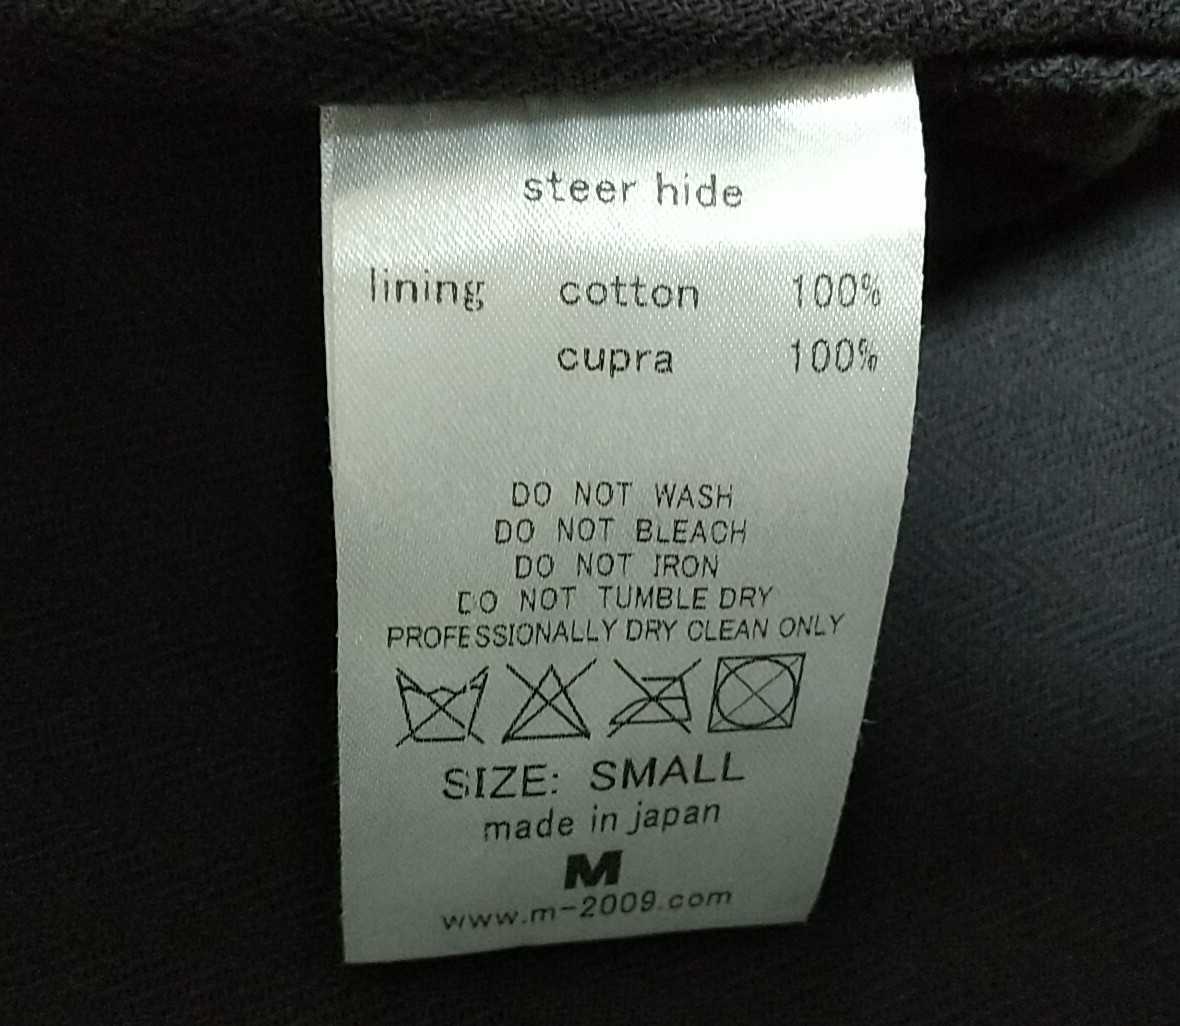 steer hide
lining cotton 100%
cupra 100%
DO NOT WASH
DO NOT BLEACH
DO NOT IRON
DO NOT TUMBLE DRY
PROFESSIONALLY DRY CLEAN ONLY
SIZE: SMALL
made in japan
M
www.m-2009.com